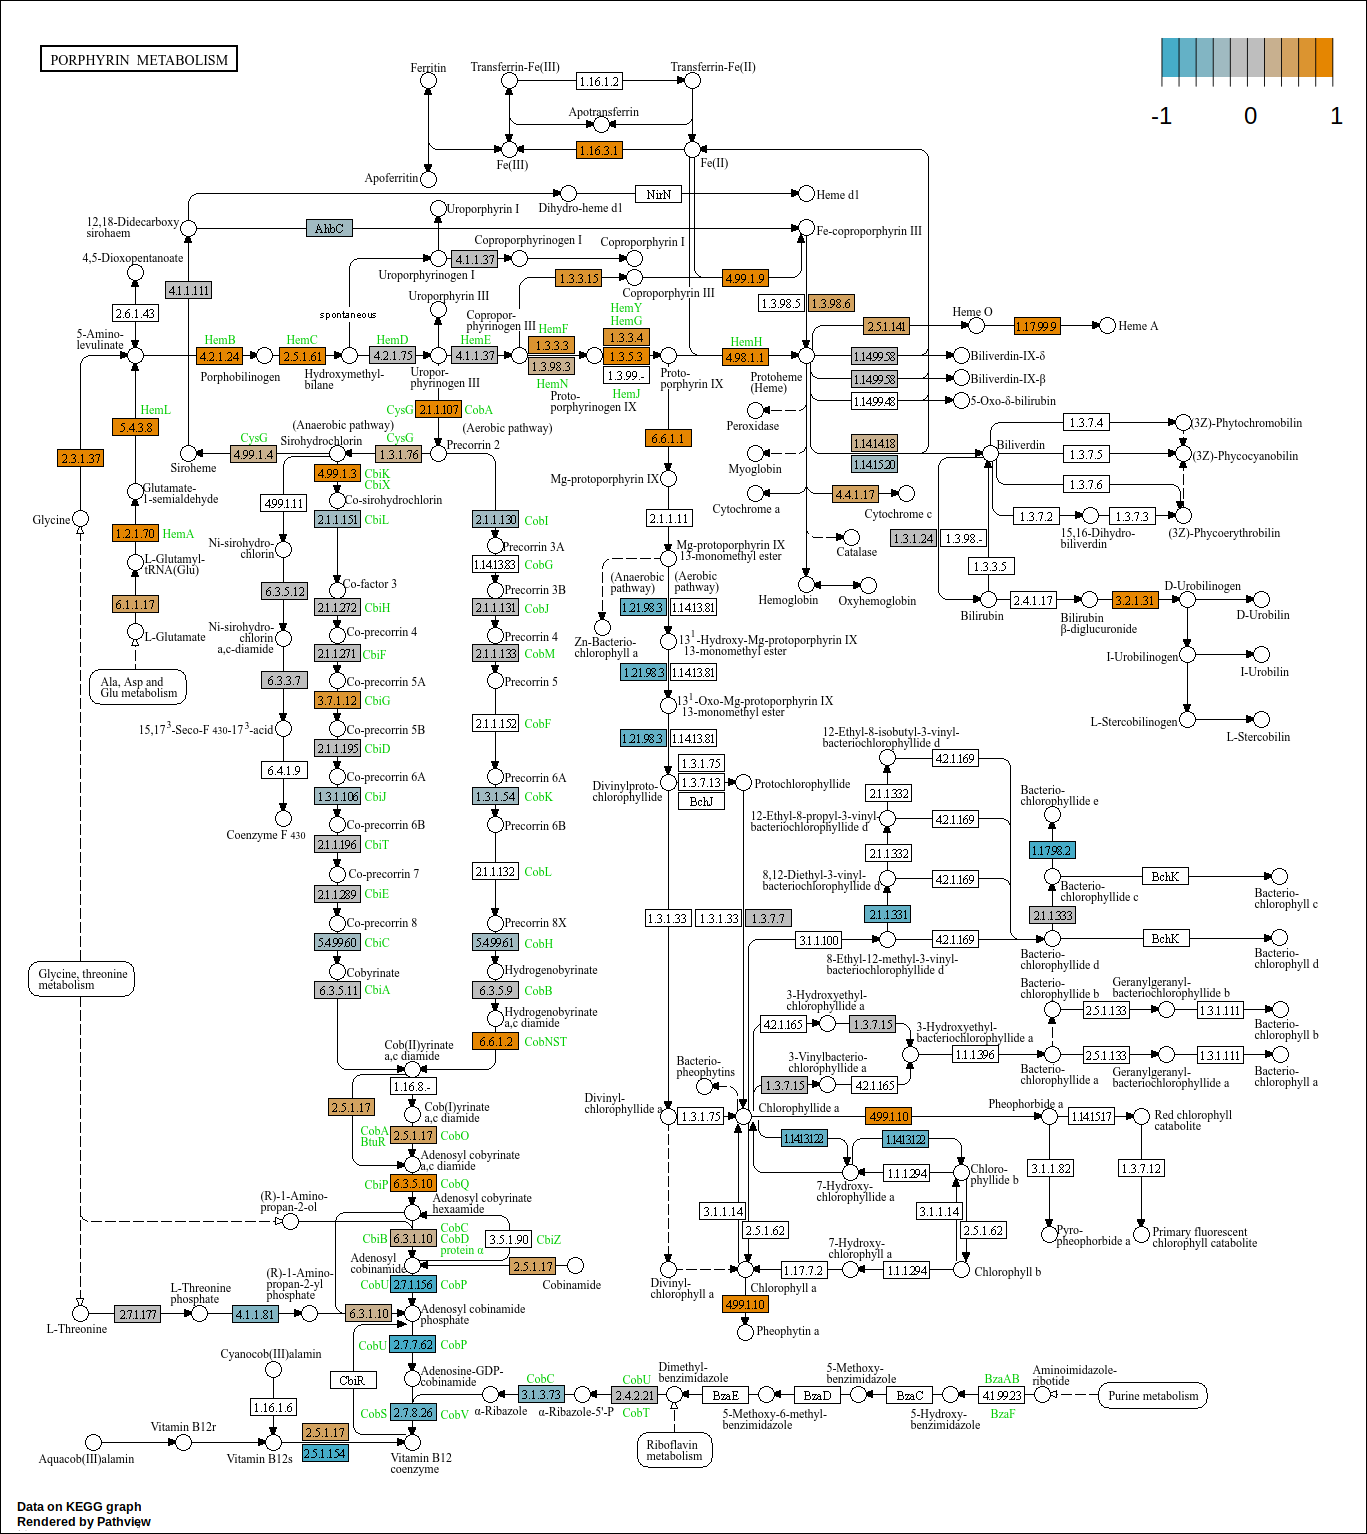 PORPHYRIN METABOLISM
-1
0
1
Ferritin
Transferrin-Fe(III)
1.16.1.2
Transferrin-Fe(II)
Apotransferrin
1.16.3.1
Fe(III)
Fe(II)
Apoferritin
NirN
Heme d1
Dihydro-heme d1
Uroporphyrin I
12,18-Didecarboxy
sirohaem
AhbC
Fe-coproporphyrin III
Coproporphyrinogen I
Coproporphyrin I
4,5-Dioxopentanoate
4.1.1.37
Uroporphyrinogen I
1.3.3.15
4.99.1.9
Coproporphyrin III
4.1.1.111
Uroporphyrin III
1.3.98.5
1.3.98.6
2.6.1.43
spontaneous
Copropor-
phyrinogen III
HemY
HemG
Heme O
2.5.1.141
1.17.99.9
Heme A
5-Amino-
levulinate
HemB
HemC
HemD
HemE
HemF
1.3.3.3
1.3.3.4
HemH
4.2.1.24
2.5.1.61
4.2.1.75
4.1.1.37
1.3.5.3
4.98.1.1
1.14.99.58
Biliverdin-IX-δ
1.3.98.3
1.3.99.-
Porphobilinogen
Hydroxymethyl-
bilane
Uropor-
phyrinogen III
HemN
HemJ
Proto-
porphyrinogen IX
Proto-
porphyrin IX
Protoheme
(Heme)
1.14.99.58
Biliverdin-IX-β
1.14.99.48
5-Oxo-δ-bilirubin
HemL
CysG
2.1.1.107
CobA
Peroxidase
5.4.3.8
(Anaerobic pathway)
(Aerobic pathway)
6.6.1.1
1.3.7.4
(3Z)-Phytochromobilin
CysG
Sirohydrochlorin
CysG
Precorrin 2
1.14.14.18
Biliverdin
2.3.1.37
4.99.1.4
1.3.1.76
1.14.15.20
1.3.7.5
(3Z)-Phycocyanobilin
Siroheme
4.99.1.3
CbiK
CbiX
Myoglobin
Mg-protoporphyrin IX
Glutamate-
1-semialdehyde
4.99.1.11
Co-sirohydrochlorin
Cytochrome a
4.4.1.17
Cytochrome c
1.3.7.6
Glycine
2.1.1.151
CbiL
2.1.1.130
CobI
2.1.1.11
1.3.7.2
1.3.7.3
1.2.1.70
HemA
15,16-Dihydro-
biliverdin
(3Z)-Phycoerythrobilin
Ni-sirohydro-
chlorin
Precorrin 3A
Mg-protoporphyrin IX
13-monomethyl ester
1.3.1.24
1.3.98.-
Catalase
L-Glutamyl-
tRNA(Glu)
1.14.13.83
CobG
1.3.3.5
Co-factor 3
Precorrin 3B
(Anaerobic
pathway)
(Aerobic
pathway)
6.3.5.12
Hemoglobin
Oxyhemoglobin
D-Urobilinogen
6.1.1.17
2.1.1.272
CbiH
2.1.1.131
CobJ
1.21.98.3
1.14.13.81
2.4.1.17
3.2.1.31
D-Urobilin
Bilirubin
Bilirubin
β-diglucuronide
L-Glutamate
Ni-sirohydro-
chlorin
a,c-diamide
Co-precorrin 4
Precorrin 4
Zn-Bacterio-
chlorophyll a
13¹-Hydroxy-Mg-protoporphyrin IX
13-monomethyl ester
2.1.1.271
CbiF
2.1.1.133
CobM
I-Urobilinogen
I-Urobilin
1.21.98.3
1.14.13.81
Ala, Asp and
Glu metabolism
6.3.3.7
Co-precorrin 5A
Precorrin 5
3.7.1.12
CbiG
13¹-Oxo-Mg-protoporphyrin IX
13-monomethyl ester
15,17³-Seco-F 430-17³-acid
Co-precorrin 5B
2.1.1.152
CobF
L-Stercobilinogen
L-Stercobilin
2.1.1.195
CbiD
1.21.98.3
1.14.13.81
12-Ethyl-8-isobutyl-3-vinyl-
bacteriochlorophyllide d
6.4.1.9
Co-precorrin 6A
Precorrin 6A
1.3.1.75
1.3.7.13
BchJ
Divinylproto-
chlorophyllide
Protochlorophyllide
4.2.1.169
1.3.1.106
CbiJ
1.3.1.54
CobK
2.1.1.332
Bacterio-
chlorophyllide e
Coenzyme F 430
Co-precorrin 6B
Precorrin 6B
12-Ethyl-8-propyl-3-vinyl-
bacteriochlorophyllide d
4.2.1.169
2.1.1.196
CbiT
2.1.1.332
1.17.98.2
Co-precorrin 7
2.1.1.132
CobL
8,12-Diethyl-3-vinyl-
bacteriochlorophyllide d
4.2.1.169
BchK
2.1.1.289
CbiE
Bacterio-
chlorophyllide c
Bacterio-
chlorophyll c
Co-precorrin 8
Precorrin 8X
1.3.1.33
1.3.1.33
1.3.7.7
2.1.1.331
2.1.1.333
5.4.99.60
CbiC
5.4.99.61
CobH
3.1.1.100
4.2.1.169
BchK
Cobyrinate
Hydrogenobyrinate
8-Ethyl-12-methyl-3-vinyl-
bacteriochlorophyllide d
Bacterio-
chlorophyllide d
Bacterio-
chlorophyll d
Glycine, threonine
metabolism
6.3.5.11
CbiA
6.3.5.9
CobB
3-Hydroxyethyl-
chlorophyllide a
Bacterio-
chlorophyllide b
Geranylgeranyl-
bacteriochlorophyllide b
Hydrogenobyrinate
a,c diamide
4.2.1.165
1.3.7.15
2.5.1.133
1.3.1.111
Bacterio-
chlorophyll b
6.6.1.2
CobNST
3-Hydroxyethyl-
bacteriochlorophyllide a
Cob(II)yrinate
a,c diamide
3-Vinylbacterio-
chlorophyllide a
1.1.1.396
2.5.1.133
1.3.1.111
Bacterio-
pheophytins
Bacterio-
chlorophyllide a
Geranylgeranyl-
bacteriochlorophyllide a
Bacterio-
chlorophyll a
1.16.8.-
1.3.7.15
4.2.1.165
2.5.1.17
Cob(I)yrinate
a,c diamide
Divinyl-
chlorophyllide a
1.3.1.75
Chlorophyllide a
4.99.1.10
Pheophorbide a
1.14.15.17
Red chlorophyll
catabolite
CobA
BtuR
2.5.1.17
CobO
1.14.13.122
1.14.13.122
Adenosyl cobyrinate
a,c diamide
1.1.1.294
Chloro-
phyllide b
3.1.1.82
1.3.7.12
CbiP
6.3.5.10
CobQ
7-Hydroxy-
chlorophyllide a
(R)-1-Amino-
propan-2-ol
Adenosyl cobyrinate
hexaamide
3.1.1.14
2.5.1.62
3.1.1.14
2.5.1.62
CbiB
6.3.1.10
CobC
CobD
protein α
3.5.1.90
CbiZ
Pyro-
pheophorbide a
Primary fluorescent
chlorophyll catabolite
Adenosyl
cobinamide
2.5.1.17
Cobinamide
7-Hydroxy-
chlorophyll a
1.17.7.2
1.1.1.294
Chlorophyll b
(R)-1-Amino-
propan-2-yl
phosphate
CobU
2.7.1.156
CobP
Divinyl-
chlorophyll a
Chlorophyll a
L-Threonine
phosphate
4.99.1.10
2.7.1.177
4.1.1.81
6.3.1.10
Adenosyl cobinamide
phosphate
L-Threonine
Pheophytin a
CobU
2.7.7.62
CobP
Cyanocob(III)alamin
CbiR
Adenosine-GDP-
cobinamide
CobC
CobU
Dimethyl-
benzimidazole
5-Methoxy-
benzimidazole
BzaAB
Aminoimidazole-
ribotide
3.1.3.73
2.4.2.21
BzaE
BzaD
BzaC
4.1.99.23
Purine metabolism
1.16.1.6
CobS
2.7.8.26
CobV
α-Ribazole
α-Ribazole-5'-P
CobT
5-Methoxy-6-methyl-
benzimidazole
5-Hydroxy-
benzimidazole
BzaF
Vitamin B12r
2.5.1.17
2.5.1.154
Riboflavin
metabolism
Aquacob(III)alamin
Vitamin B12s
Vitamin B12
coenzyme
Data on KEGG graph
Rendered by Pathview